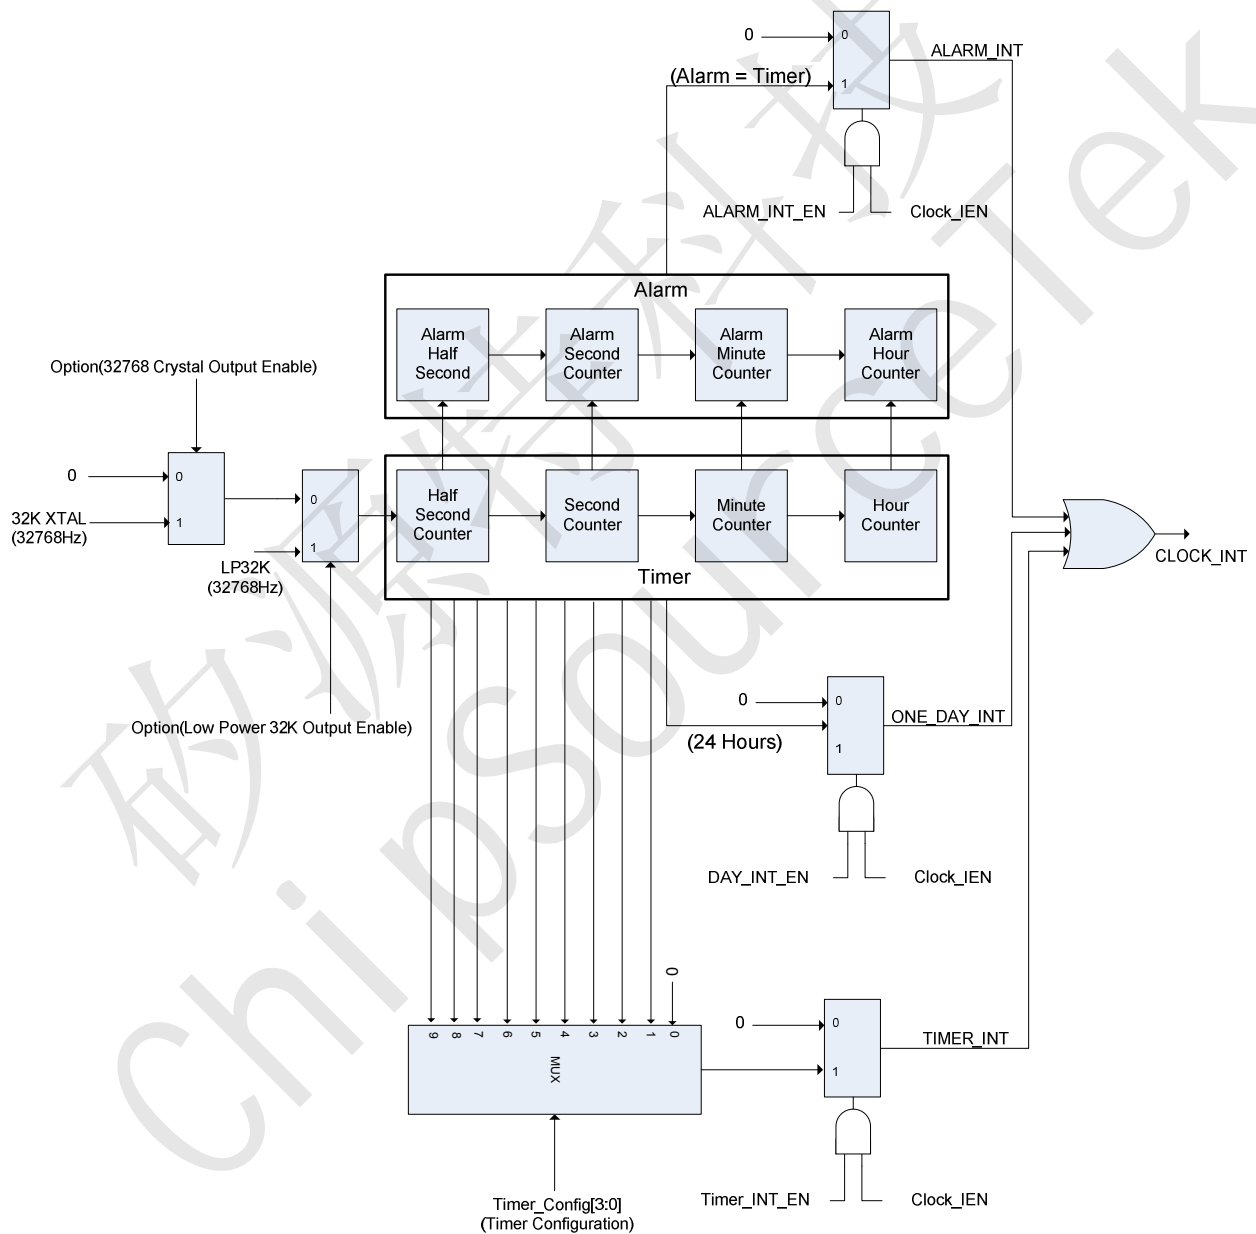 0
0
ALARM_INT
(Alarm = Timer)
1
ALARM_INT_EN
Clock_IEN
Alarm
Alarm
Half
Second
Alarm
Second
Counter
Alarm
Minute
Counter
Alarm
Hour
Counter
Option(32768 Crystal Output Enable)
0
0
32K XTAL
(32768Hz)
1
0
1
LP32K
(32768Hz)
Half
Second
Counter
Second
Counter
Minute
Counter
Hour
Counter
Timer
CLOCK_INT
Option(Low Power 32K Output Enable)
0
0
ONE_DAY_INT
(24 Hours)
1
DAY_INT_EN
Clock_IEN
0
9 8 7 6 5 4 3 2 1 0
MUX
0
0
TIMER_INT
1
Timer_INT_EN
Clock_IEN
Timer_Config[3:0]
(Timer Configuration)
矽源特科技
ChipSourceTek